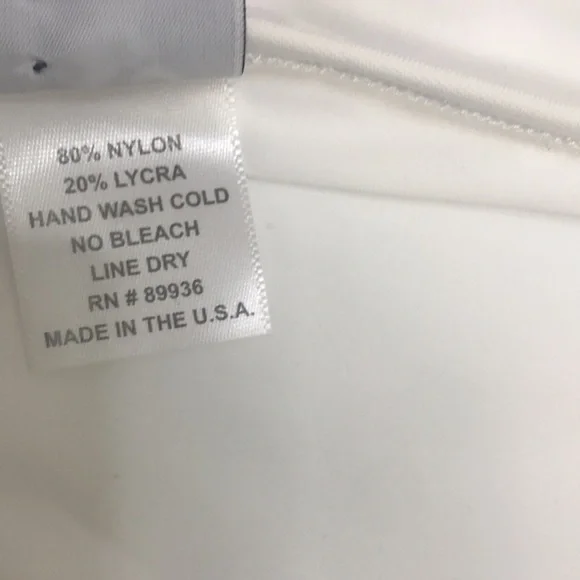 80% NYLON
20% LYCRA
HAND WASH COLD
NO BLEACH
LINE DRY
RN # 89936
MADE IN THE U.S.A.